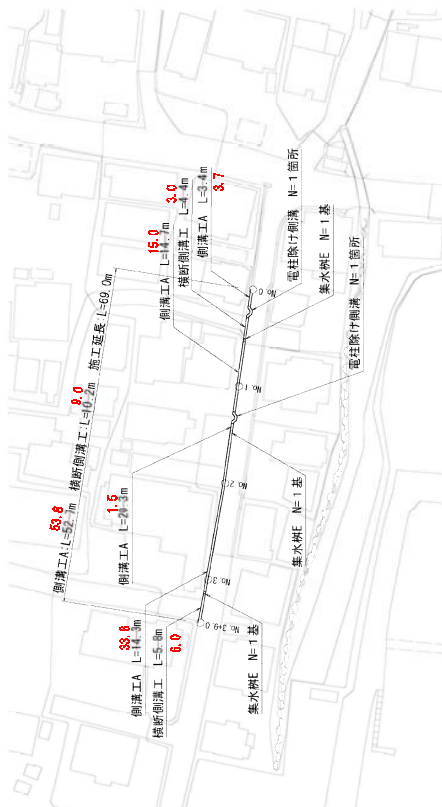 53.8
9.0
側溝工A:L=52.1m 横断側溝工:L=10.2m 施工延長:L=69.0m
33.6
側溝工A L=14.3m
横断側溝工 L=5.8m
6.0
1.5
側溝工A L=20.3m
15.0
側溝工A L=14.7m
3.0
横断側溝工 L=4.4m
側溝工A L=3.4m
3.7
No.0
No.1
No.2
No.3
No.3+9.0
電柱除け側溝 N=1箇所
集水桝E N=1基
電柱除け側溝 N=1箇所
集水桝E N=1基
集水桝E N=1基